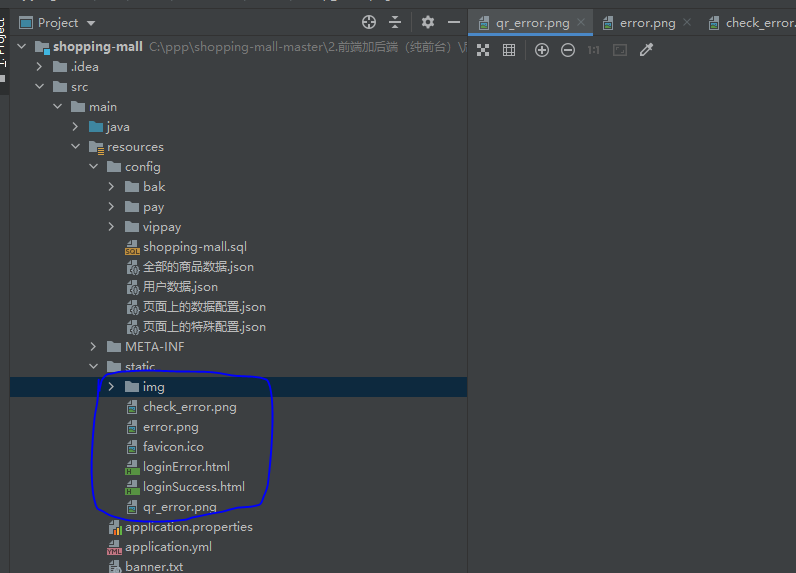 Project
qr_error.png
error.png
check_error.
shopping-mall C:\ppp\shopping-mall-master\2.前端加后端（纯前台）\
.idea
src
main
java
resources
config
bak
pay
vippay
shopping-mall.sql
全部的商品数据.json
用户数据.json
页面上的数据配置.json
页面上的特殊配置.json
META-INF
static
img
check_error.png
error.png
favicon.ico
loginError.html
loginSuccess.html
qr_error.png
application.properties
application.yml
banner.txt
1:1
Project